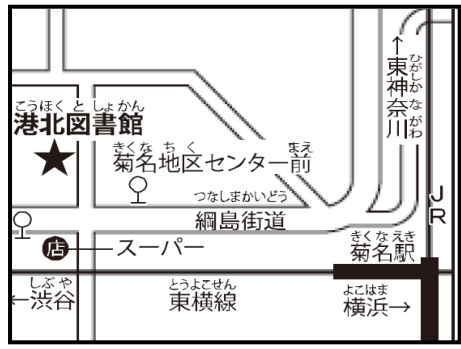 こうほくとしょかん
港北図書館
きくなちく まえ
菊名地区センター前
つなしまかいどう
綱島街道
店
スーパー
←渋谷
しぶや
とうよこせん
東横線
よこはま
横浜→
きくなえき
菊名駅
JR
ひがしかながわ
←東神奈川